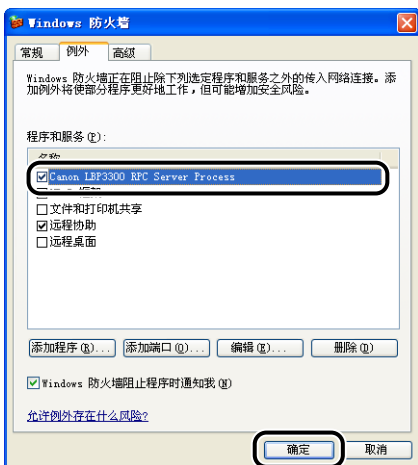 Windows 防火墙
常规 例外 高级
Windows 防火墙正在阻止除下列选定程序和服务之外的传入网络连接。添
加例外将使部分程序更好地工作，但可能增加安全风险。
程序和服务(P):
名称
Canon LBP3300 RPC Server Process
文件和打印机共享
远程协助
远程桌面
添加程序(R)... 添加端口(O)... 编辑(E)... 删除(D)
Windows 防火墙阻止程序时通知我(N)
允许例外存在什么风险?
确定 取消